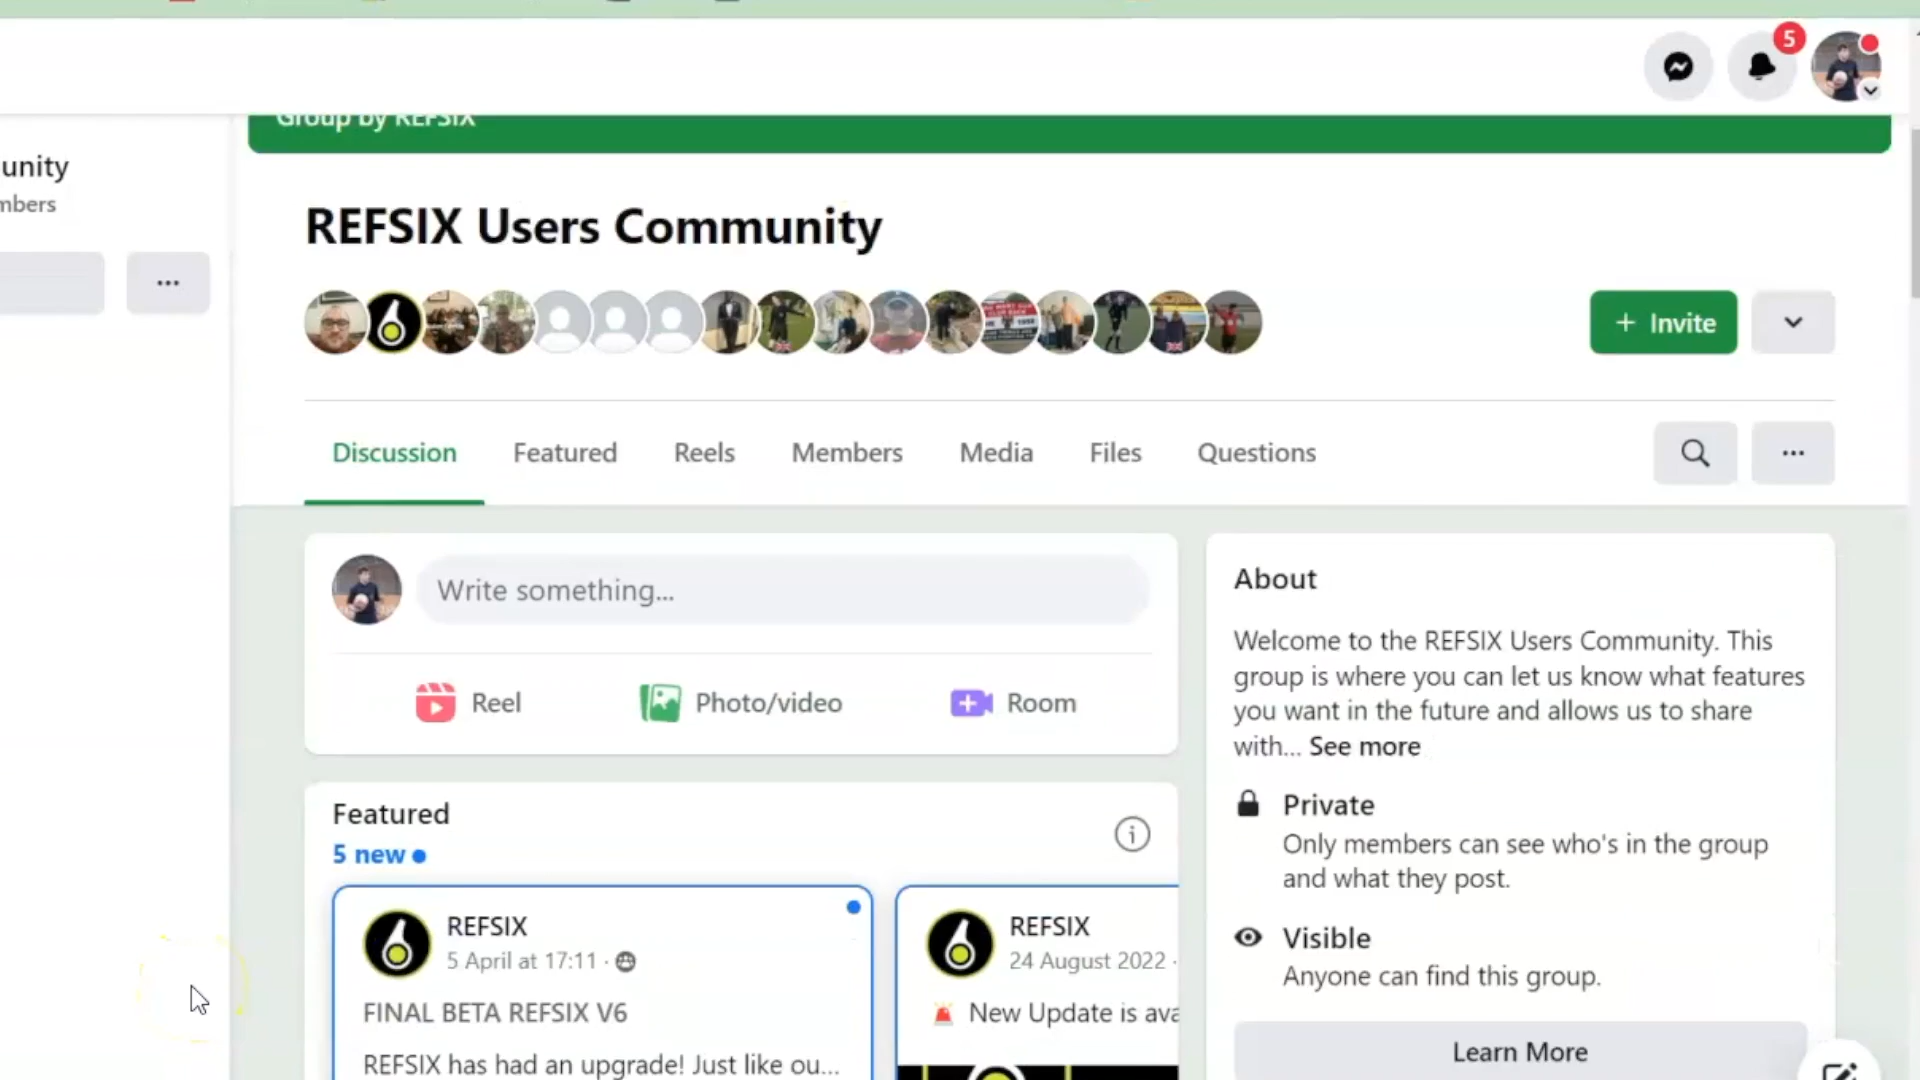 5
Group by REFSIX
unity
mbers
REFSIX Users Community
+ Invite
Discussion Featured Reels Members Media Files Questions
Write something...
Reel Photo/video Room
Featured
5 new
REFSIX
5 April at 17:11 ·
FINAL BETA REFSIX V6
REFSIX has had an upgrade! Just like ou...
REFSIX
24 August 2022 ·
New Update is ava
About
Welcome to the REFSIX Users Community. This
group is where you can let us know what features
you want in the future and allows us to share
with... See more
Private
Only members can see who's in the group
and what they post.
Visible
Anyone can find this group.
Learn More